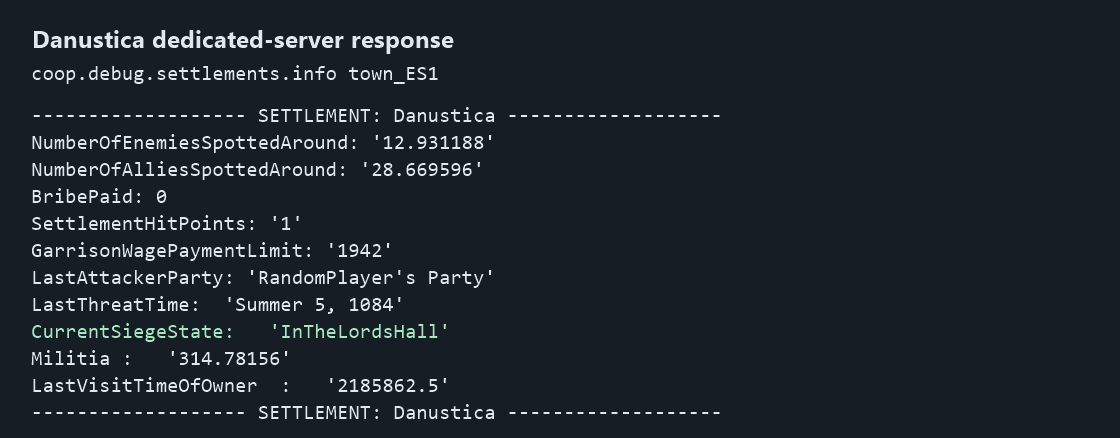 Danustica dedicated-server response
coop.debug.settlements.info town_ES1
------------------- SETTLEMENT: Danustica -------------------
NumberOfEnemiesSpottedAround: '12.931188'
NumberOfAlliesSpottedAround: '28.669596'
BribePaid: 0
SettlementHitPoints: '1'
GarrisonWagePaymentLimit: '1942'
LastAttackerParty: 'RandomPlayer's Party'
LastThreatTime:  'Summer 5, 1084'
CurrentSiegeState:   'InTheLordsHall'
Militia :   '314.78156'
LastVisitTimeOfOwner  :   '2185862.5'
------------------- SETTLEMENT: Danustica -------------------